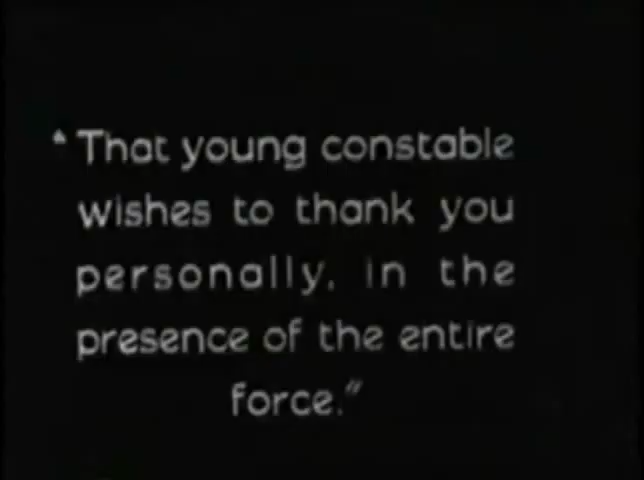 "That young constable
wishes to thank you
personally, in the
presence of the entire
force."